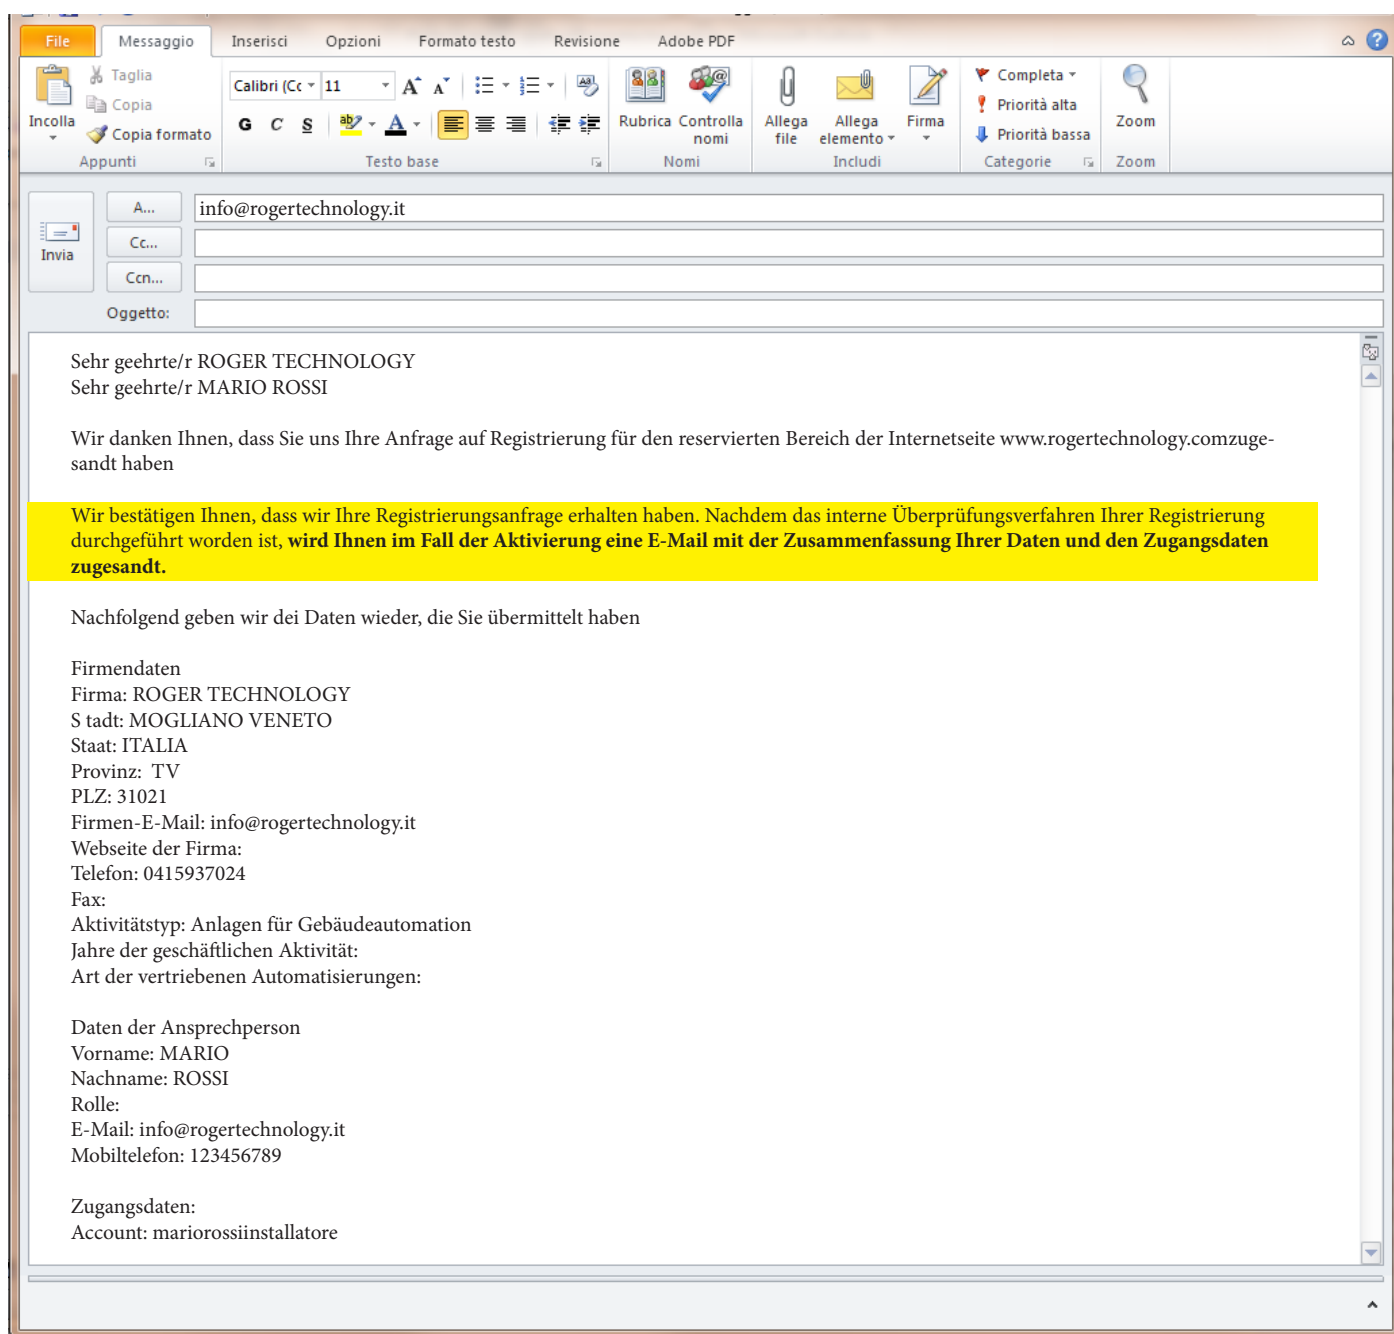 File Messaggio Inserisci Opzioni Formato testo Revisione Adobe PDF
Incolla
Taglia
Copia
Copia formato
Appunti
Calibri (Cc 11
G C S
Testo base
Rubrica Controlla nomi
Nomi
Allega file Allega elemento Firma
Includi
Completa
Priorità alta
Priorità bassa
Categorie
Zoom
Zoom
Invia
A... info@rogertechnology.it
Cc...
Ccn...
Oggetto:
Sehr geehrte/r ROGER TECHNOLOGY
Sehr geehrte/r MARIO ROSSI
Wir danken Ihnen, dass Sie uns Ihre Anfrage auf Registrierung für den reservierten Bereich der Internetseite www.rogertechnology.comzuge-
sandt haben
Wir bestätigen Ihnen, dass wir Ihre Registrierungsanfrage erhalten haben. Nachdem das interne Überprüfungsverfahren Ihrer Registrierung
durchgeführt worden ist, wird Ihnen im Fall der Aktivierung eine E-Mail mit der Zusammenfassung Ihrer Daten und den Zugangsdaten
zugesandt.
Nachfolgend geben wir dei Daten wieder, die Sie übermittelt haben
Firmendaten
Firma: ROGER TECHNOLOGY
S tadt: MOGLIANO VENETO
Staat: ITALIA
Provinz: TV
PLZ: 31021
Firmen-E-Mail: info@rogertechnology.it
Webseite der Firma:
Telefon: 0415937024
Fax:
Aktivitätstyp: Anlagen für Gebäudeautomation
Jahre der geschäftlichen Aktivität:
Art der vertriebenen Automatisierungen:
Daten der Ansprechperson
Vorname: MARIO
Nachname: ROSSI
Rolle:
E-Mail: info@rogertechnology.it
Mobiltelefon: 123456789
Zugangsdaten:
Account: mariorossiinstallatore